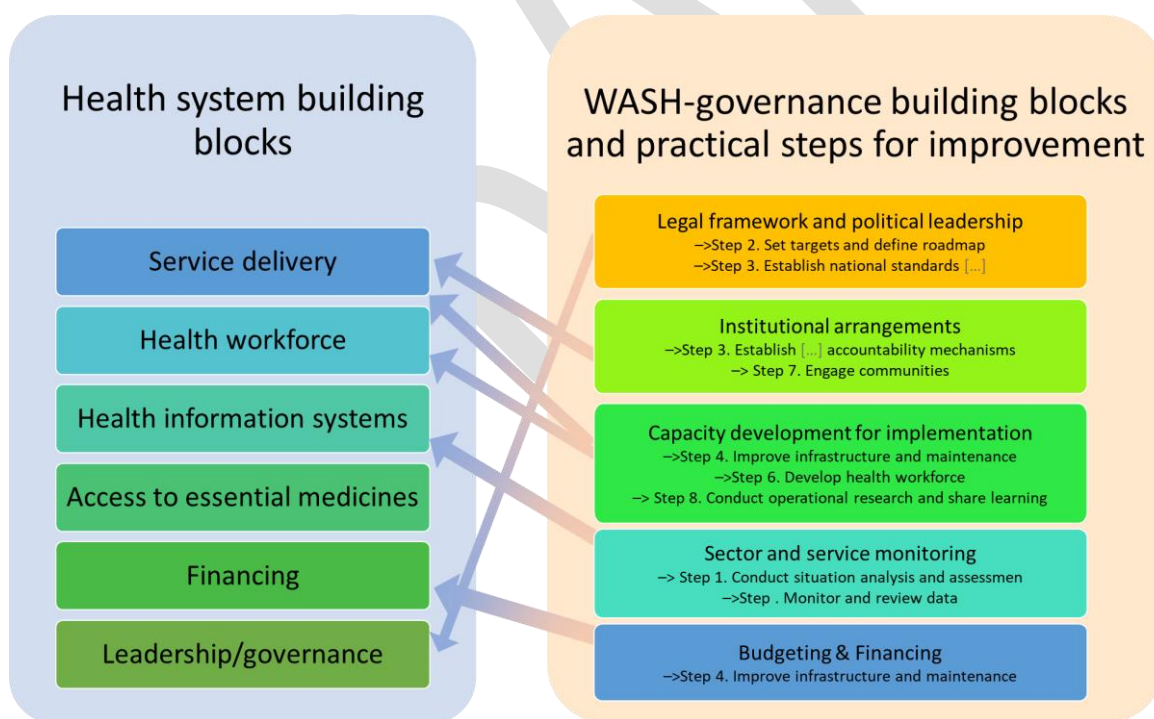 Health system building
blocks
Service delivery
Health workforce
Health information systems
Access to essential medicines
Financing
Leadership/governance
WASH-governance building blocks
and practical steps for improvement
Legal framework and political leadership
–>Step 2. Set targets and define roadmap
–>Step 3. Establish national standards [...]
Institutional arrangements
–>Step 3. Establish [...] accountability mechanisms
–> Step 7. Engage communities
Capacity development for implementation
–>Step 4. Improve infrastructure and maintenance
–>Step 6. Develop health workforce
–> Step 8. Conduct operational research and share learning
Sector and service monitoring
–> Step 1. Conduct situation analysis and assessmen
–>Step . Monitor and review data
Budgeting & Financing
–>Step 4. Improve infrastructure and maintenance